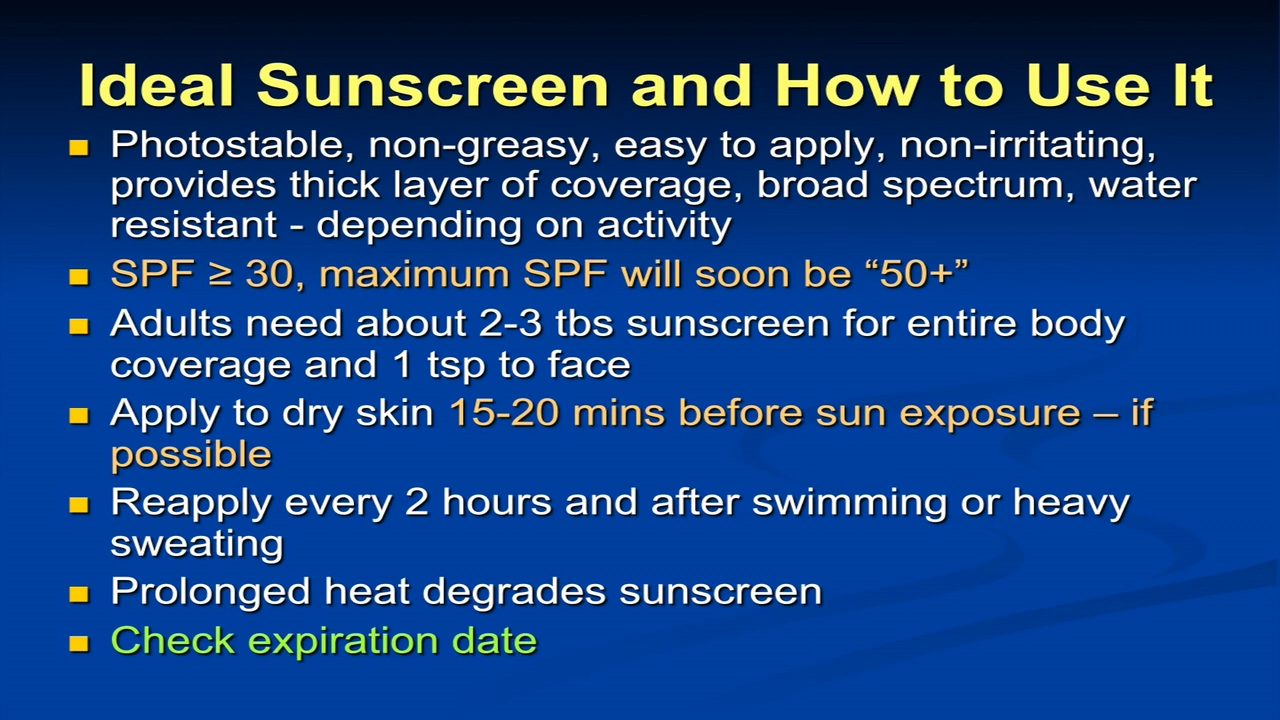 Ideal Sunscreen and How to Use It
Photostable, non-greasy, easy to apply, non-irritating,
provides thick layer of coverage, broad spectrum, water
resistant - depending on activity
SPF ≥ 30, maximum SPF will soon be “50+”
Adults need about 2-3 tbs sunscreen for entire body
coverage and 1 tsp to face
Apply to dry skin 15-20 mins before sun exposure – if
possible
Reapply every 2 hours and after swimming or heavy
sweating
Prolonged heat degrades sunscreen
Check expiration date